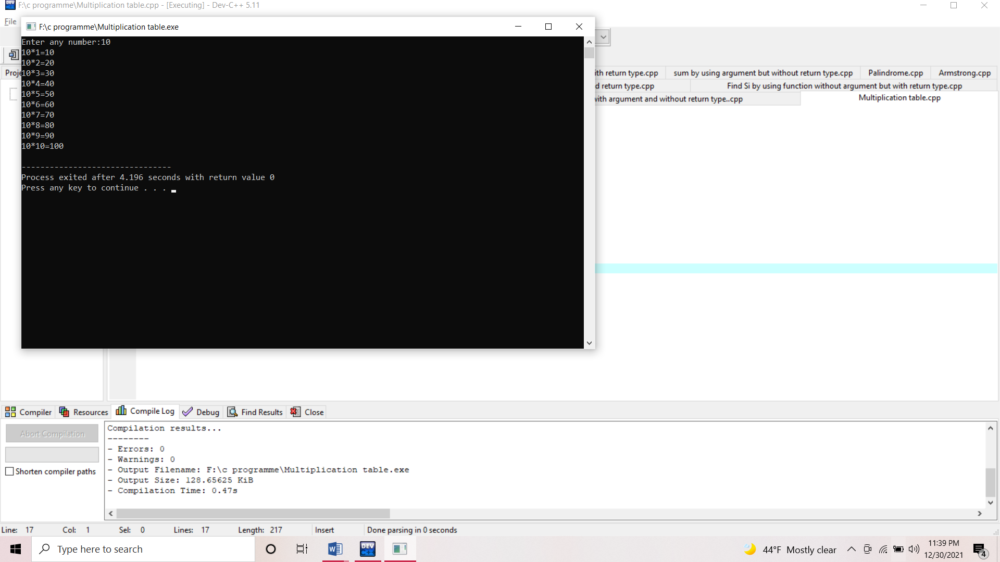 F:\c programme\Multiplication table.cpp - [Executing] - Dev-C++ 5.11
File
F:\c programme\Multiplication table.exe
Enter any number:10
10*1=10
10*2=20
10*3=30
10*4=40
10*5=50
10*6=60
10*7=70
10*8=80
10*9=90
10*10=100
--------------------------------
Process exited after 4.196 seconds with return value 0
Press any key to continue . . .
Proje
ith return type.cpp
sum by using argument but without return type.cpp
Palindrome.cpp
Armstrong.cpp
d return type.cpp
Find Si by using function without argument but with return type.cpp
with argument and without return type..cpp
Multiplication table.cpp
Compiler
Resources
Compile Log
Debug
Find Results
Close
Abort Compilation
Shorten compiler paths
Compilation results...
--------
- Errors: 0
- Warnings: 0
- Output Filename: F:\c programme\Multiplication table.exe
- Output Size: 128.65625 KiB
- Compilation Time: 0.47s
Line: 17 Col: 1 Sel: 0 Lines: 17 Length: 217 Insert Done parsing in 0 seconds
Type here to search
DEV C++
44°F Mostly clear
11:39 PM
12/30/2021
4